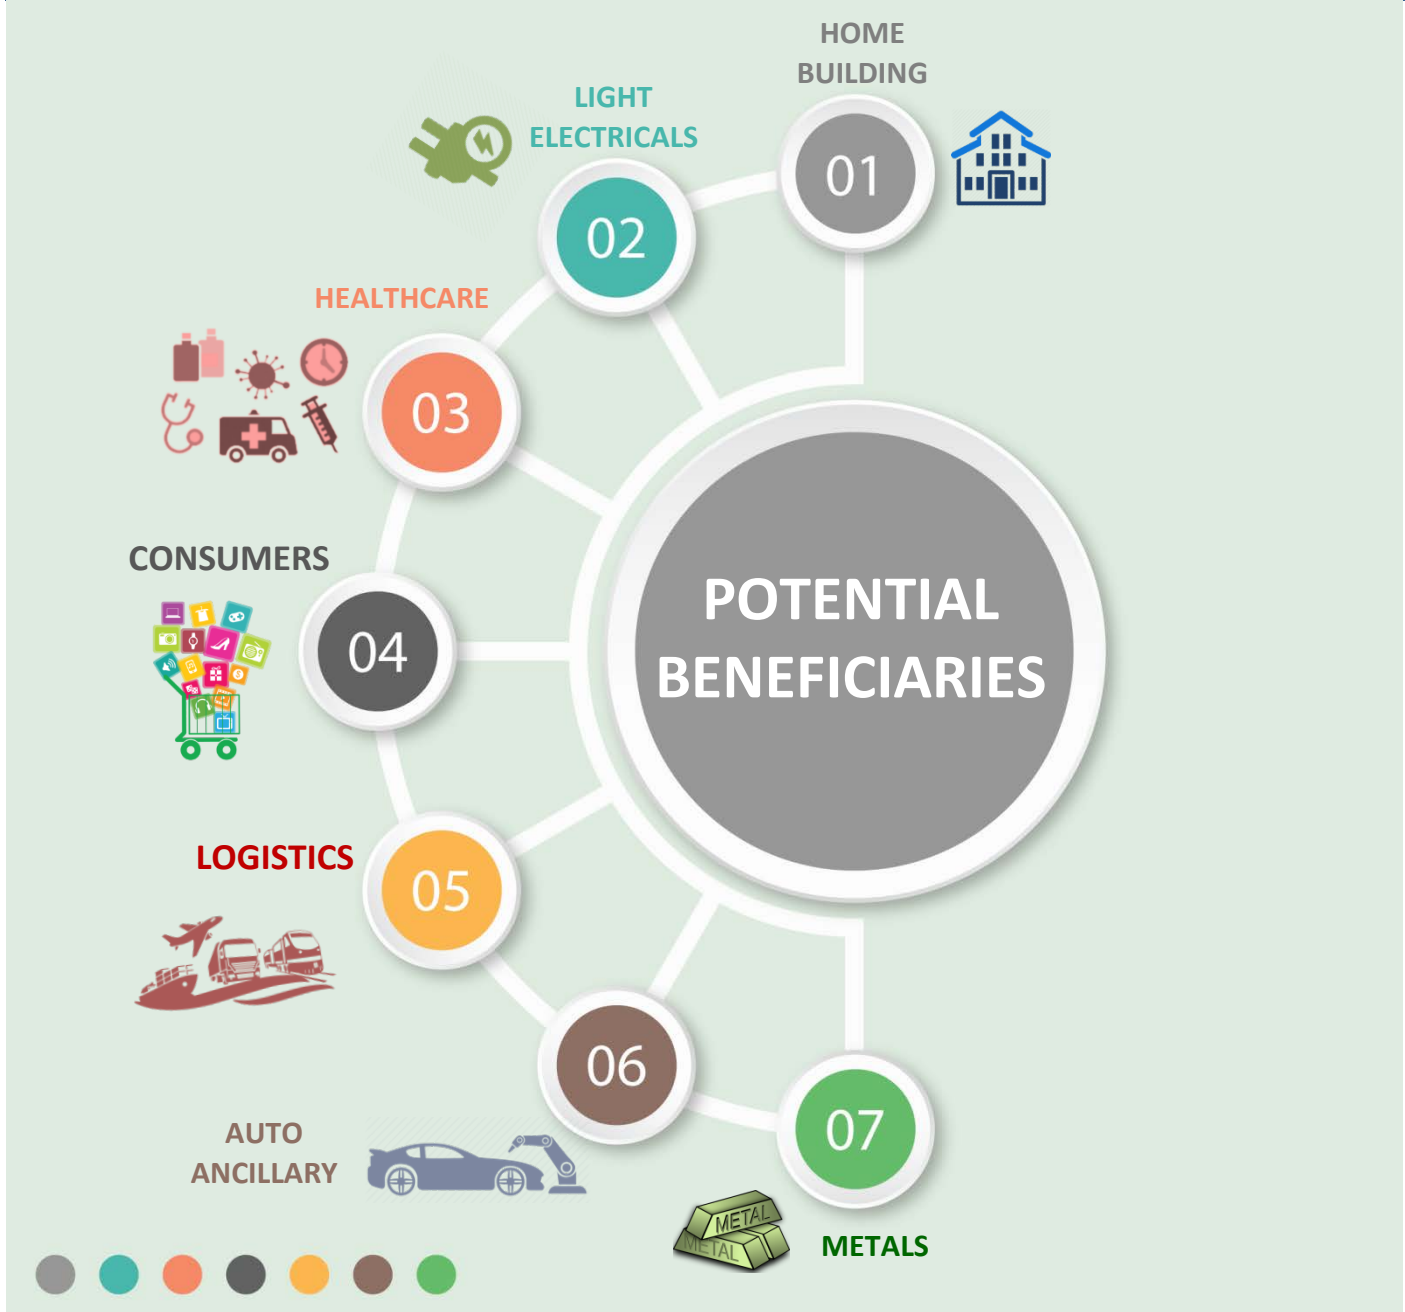 HOME
BUILDING
01
LIGHT
ELECTRICALS
02
HEALTHCARE
03
CONSUMERS
04
POTENTIAL
BENEFICIARIES
LOGISTICS
05
06
AUTO
ANCILLARY
07
METAL
METAL
METALS